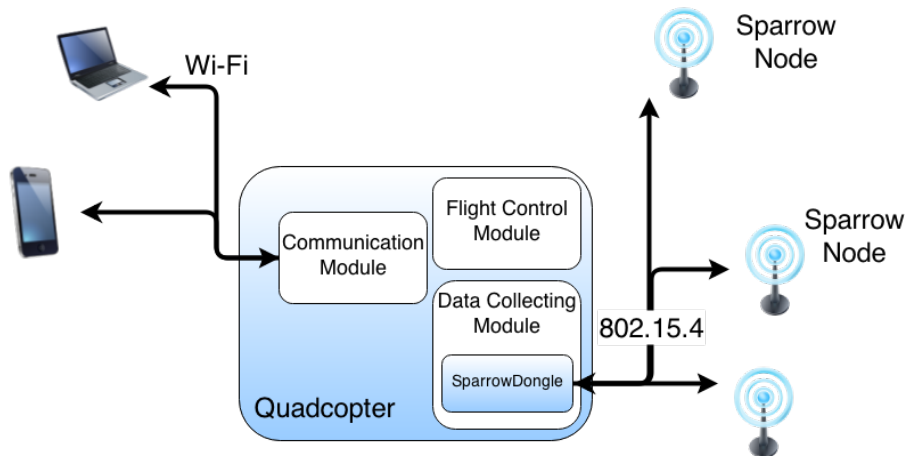 Wi-Fi
Sparrow
Node
Flight Control
Module
Communication
Module
Sparrow
Node
Data Collecting
Module
802.15.4
SparrowDongle
Quadcopter